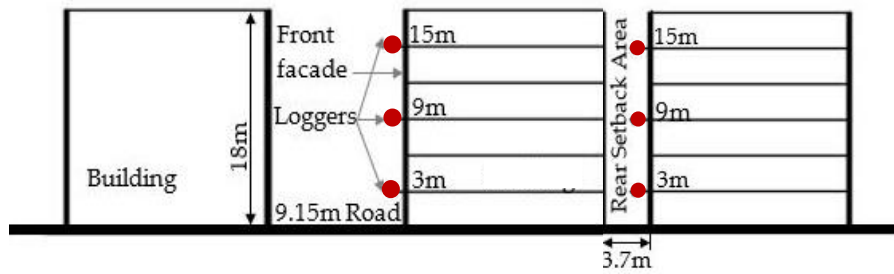 Front
facade
Loggers
15m
9m
3m
15m
9m
3m
Rear Setback Area
18m
Building
9.15m Road
3.7m